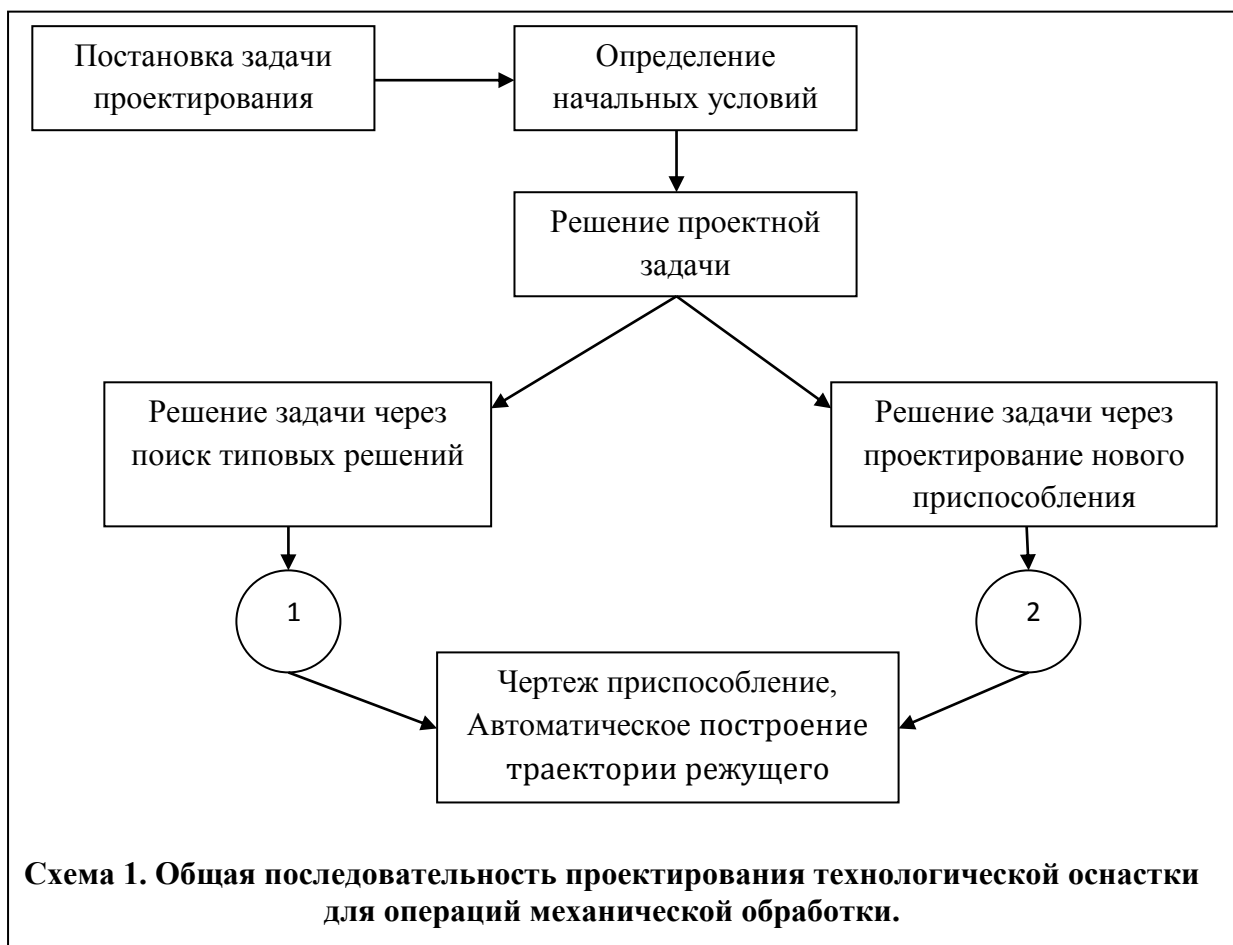 Постановка задачи
проектирования
Определение
начальных условий
Решение проектной
задачи
Решение задачи через
поиск типовых решений
Решение задачи через
проектирование нового
приспособления
1
2
Чертеж приспособление,
Автоматическое построение
траектории режущего
Схема 1. Общая последовательность проектирования технологической оснастки
для операций механической обработки.